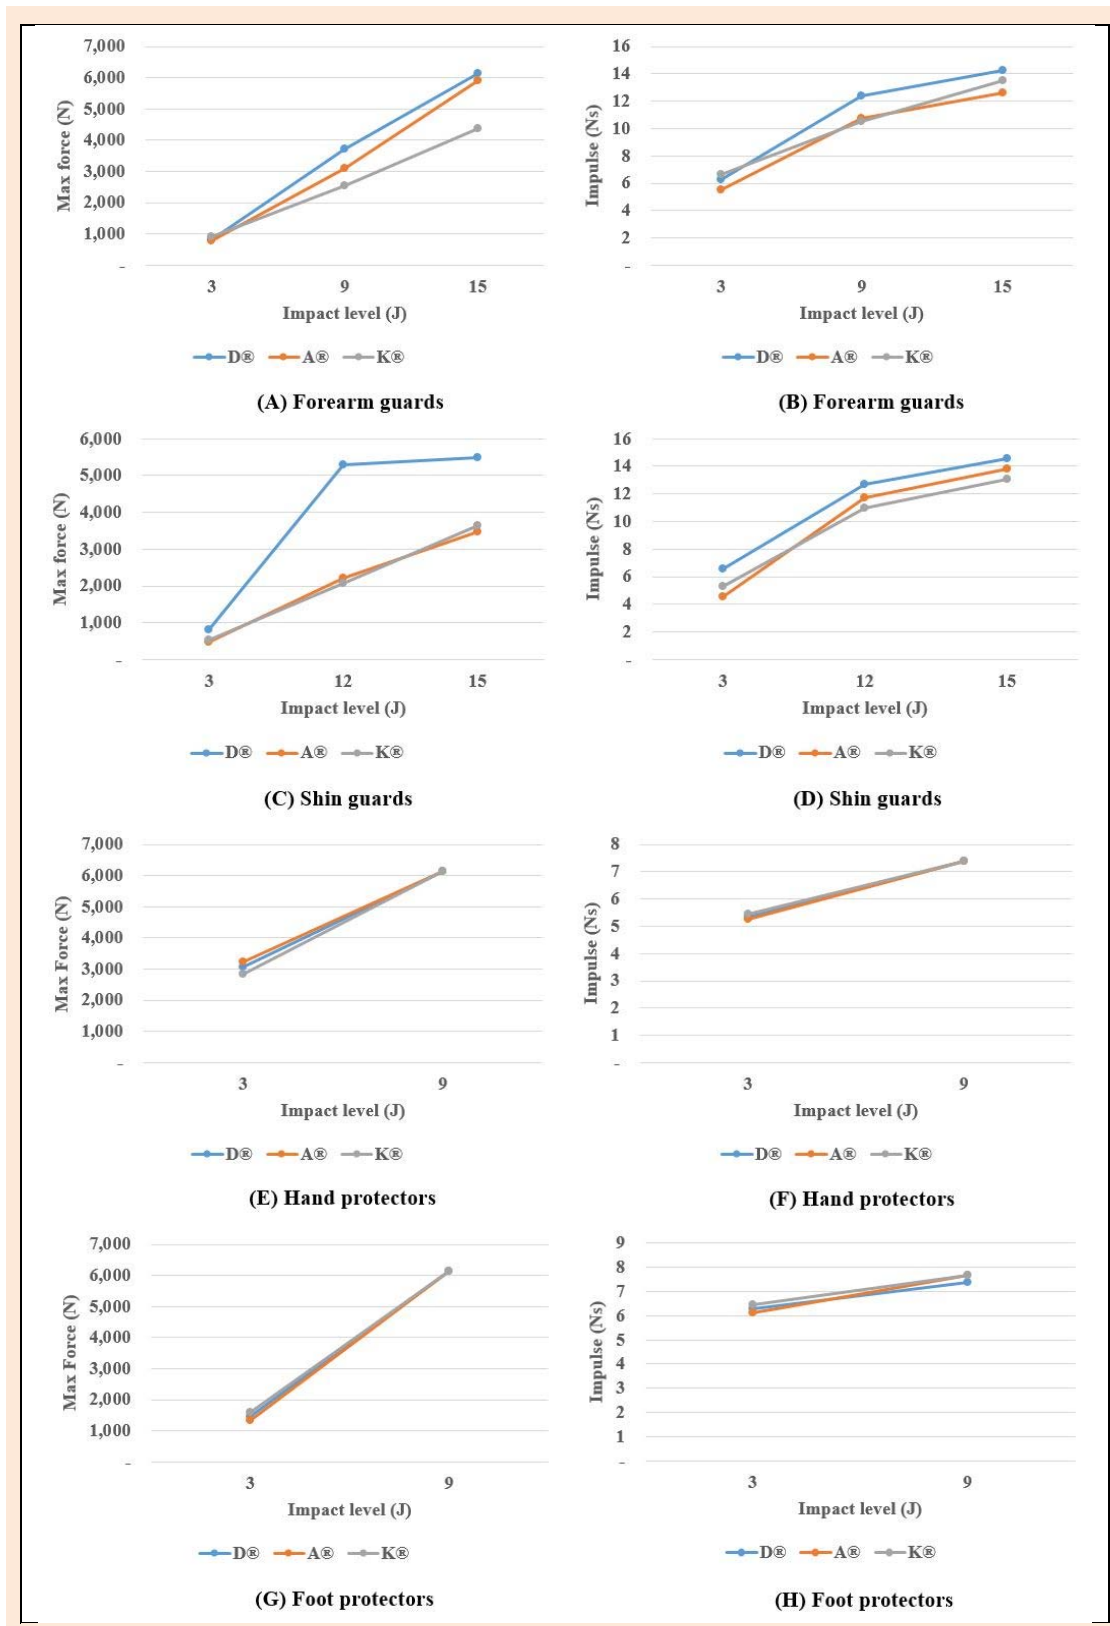 7,000
6,000
5,000
4,000
3,000
2,000
1,000
-
Max force (N)
3 9 15
Impact level (J)
D® A® K®
(A) Forearm guards
16
14
12
10
8
6
4
2
-
Impulse (Ns)
3 9 15
Impact level (J)
D® A® K®
(B) Forearm guards
6,000
5,000
4,000
3,000
2,000
1,000
-
Max force (N)
3 12 15
Impact level (J)
D® A® K®
(C) Shin guards
16
14
12
10
8
6
4
2
-
Impulse (Ns)
3 12 15
Impact level (J)
D® A® K®
(D) Shin guards
7,000
6,000
5,000
4,000
3,000
2,000
1,000
-
Max Force (N)
3 9
Impact level (J)
D® A® K®
(E) Hand protectors
8
7
6
5
4
3
2
1
-
Impulse (Ns)
3 9
Impact level (J)
D® A® K®
(F) Hand protectors
7,000
6,000
5,000
4,000
3,000
2,000
1,000
-
Max Force (N)
3 9
Impact level (J)
D® A® K®
(G) Foot protectors
9
8
7
6
5
4
3
2
1
-
Impulse (Ns)
3 9
Impact level (J)
D® A® K®
(H) Foot protectors